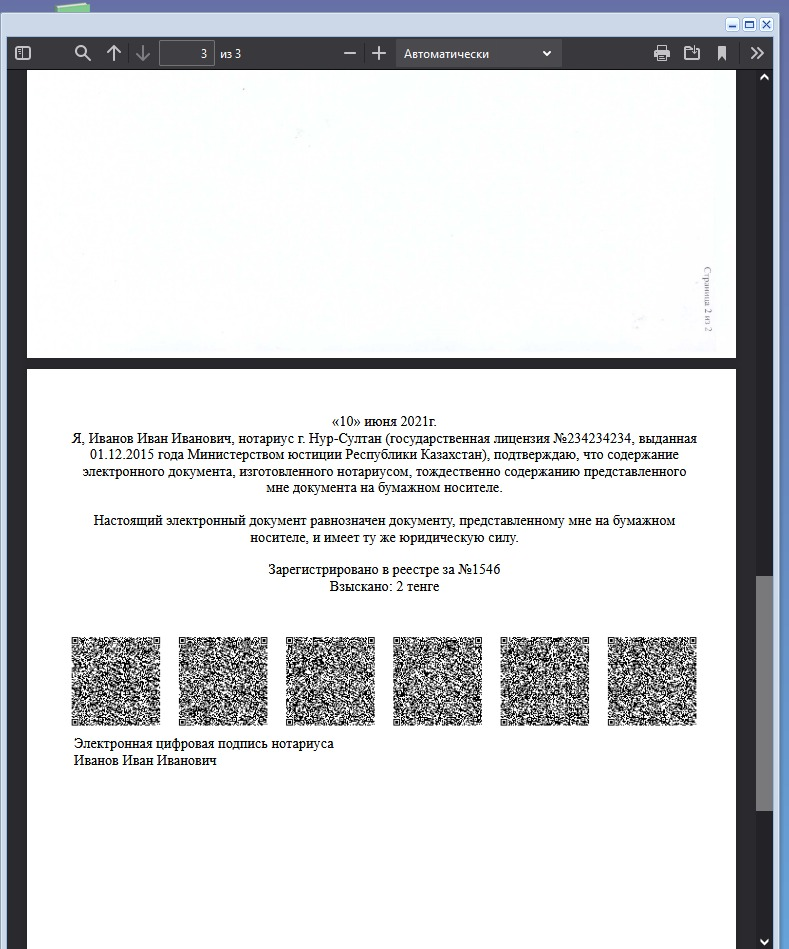 3 из 3
Автоматически
Страница 2 из 2
«10» июня 2021г.
Я, Иванов Иван Иванович, нотариус г. Нур-Султан (государственная лицензия №234234234, выданная
01.12.2015 года Министерством юстиции Республики Казахстан), подтверждаю, что содержание
электронного документа, изготовленного нотариусом, тождественно содержанию представленного
мне документа на бумажном носителе.
Настоящий электронный документ равнозначен документу, представленному мне на бумажном
носителе, и имеет ту же юридическую силу.
Зарегистрировано в реестре за №1546
Взыскано: 2 тенге
Электронная цифровая подпись нотариуса
Иванов Иван Иванович